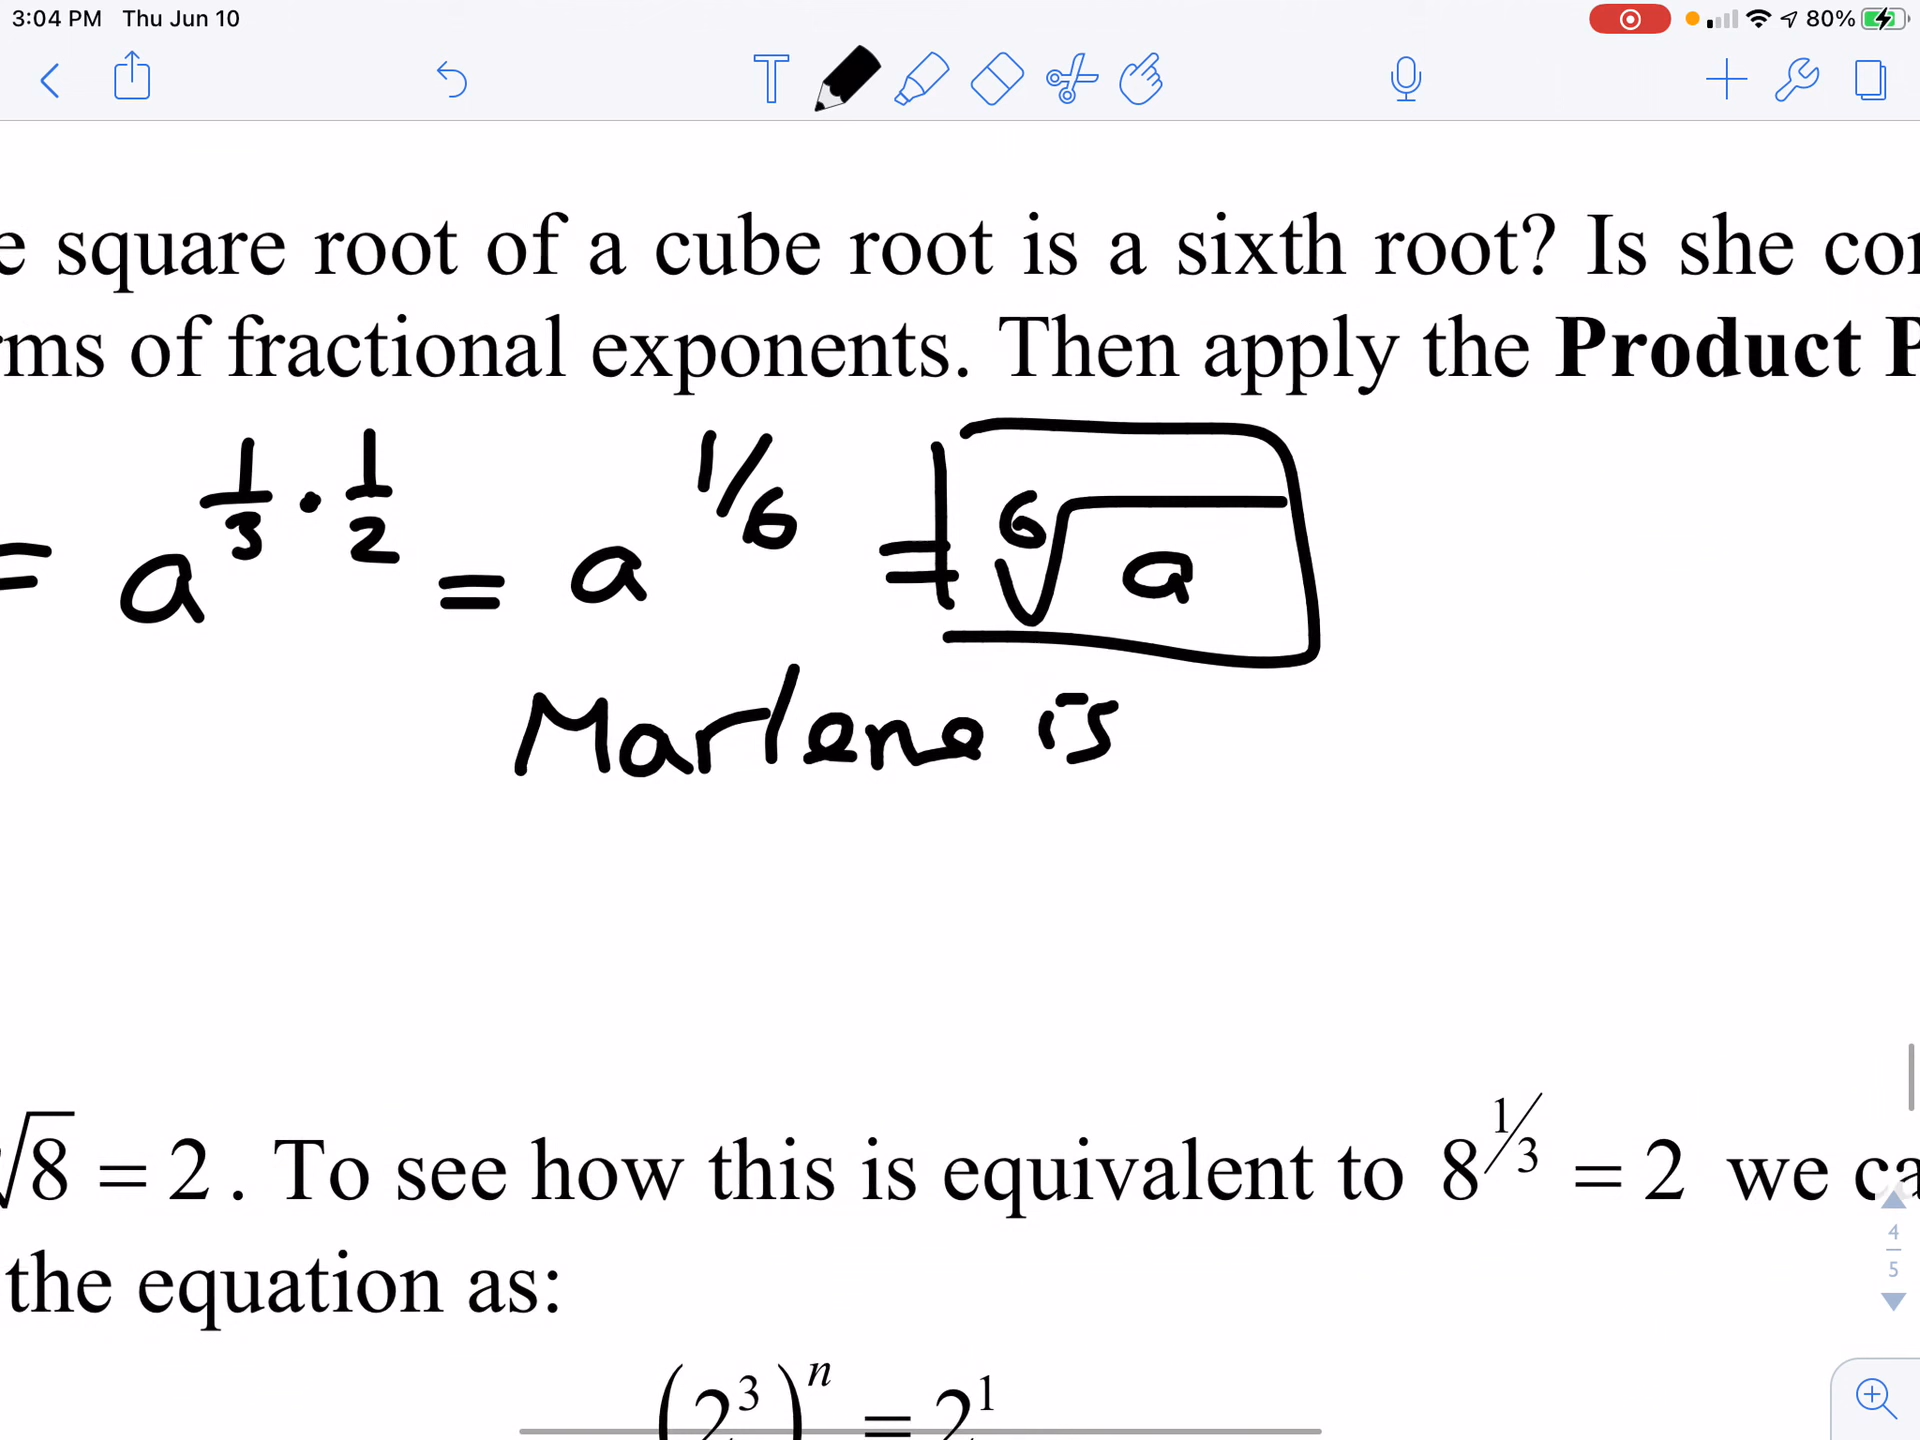 3:04 PM Thu Jun 10 80%
T
e square root of a cube root is a sixth root? Is she cor
rms of fractional exponents. Then apply the Product P
= a^(1/3 · 1/2) = a^(1/6) = ⁶√a
Marlene is
√8 = 2. To see how this is equivalent to 8^(1/3) = 2 we ca
the equation as:
(2³)ⁿ = 2¹
4
5